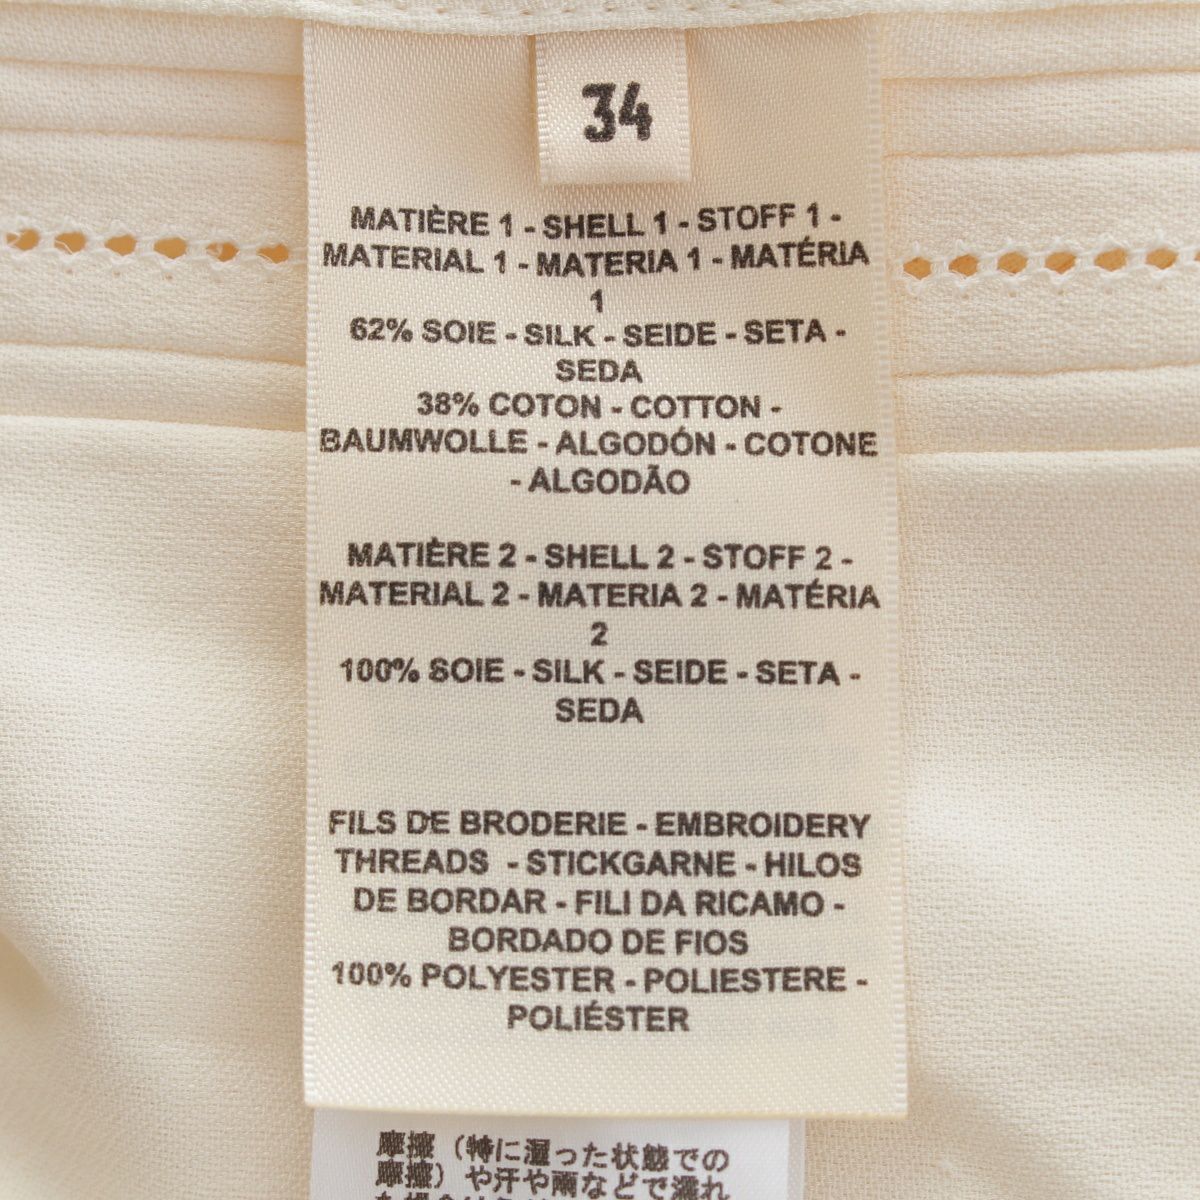 34
MATIÈRE 1 - SHELL 1 - STOFF 1 -
MATERIAL 1 - MATERIA 1 - MATÉRIA
1
62% SOIE - SILK - SEIDE - SETA -
SEDA
38% COTON - COTTON -
BAUMWOLLE - ALGODÓN - COTONE
- ALGODÃO
MATIÈRE 2 - SHELL 2 - STOFF 2 -
MATERIAL 2 - MATERIA 2 - MATÉRIA
2
100% SOIE - SILK - SEIDE - SETA -
SEDA
FILS DE BRODERIE - EMBROIDERY
THREADS - STICKGARNE - HILOS
DE BORDAR - FILI DA RICAMO -
BORDADO DE FIOS
100% POLYESTER - POLIESTERE -
POLIÉSTER
摩擦（特に湿った状態での
摩擦）や汗や雨などで濡れ